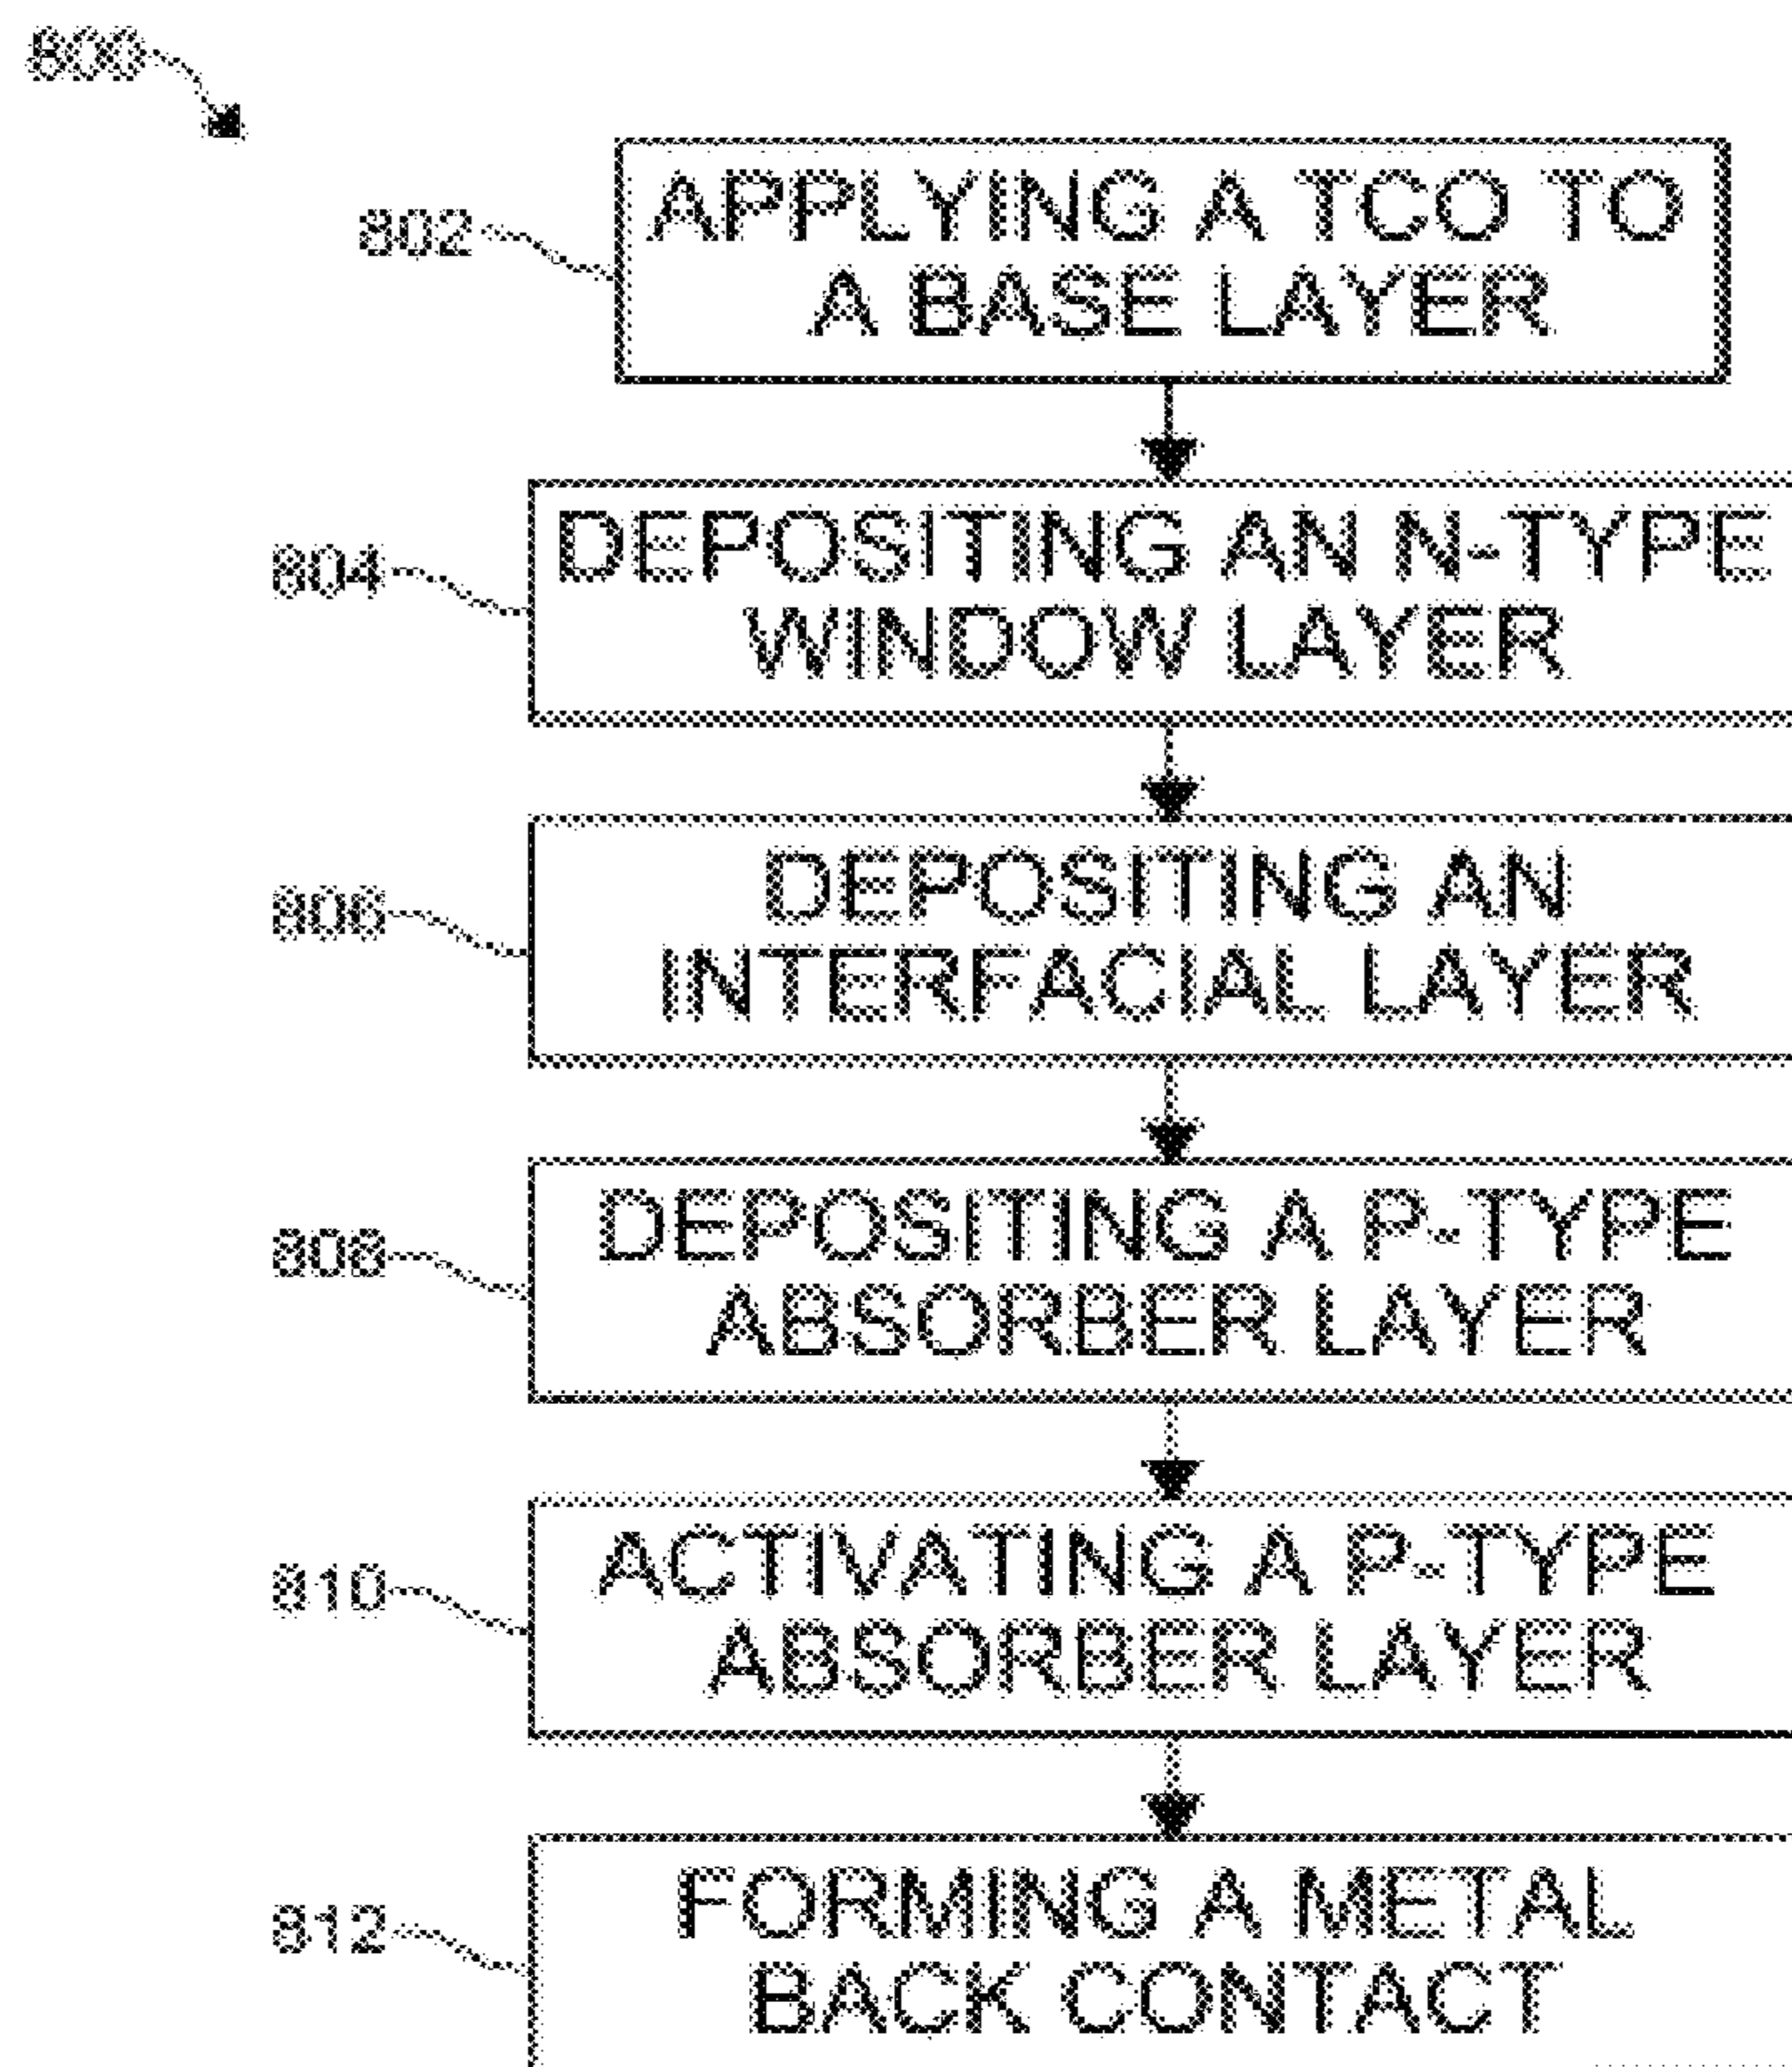 800
802
APPLYING A TCO TO
A BASE LAYER
804
DEPOSITING AN N-TYPE
WINDOW LAYER
806
DEPOSITING AN
INTERFACIAL LAYER
808
DEPOSITING A P-TYPE
ABSORBER LAYER
810
ACTIVATING A P-TYPE
ABSORBER LAYER
812
FORMING A METAL
BACK CONTACT